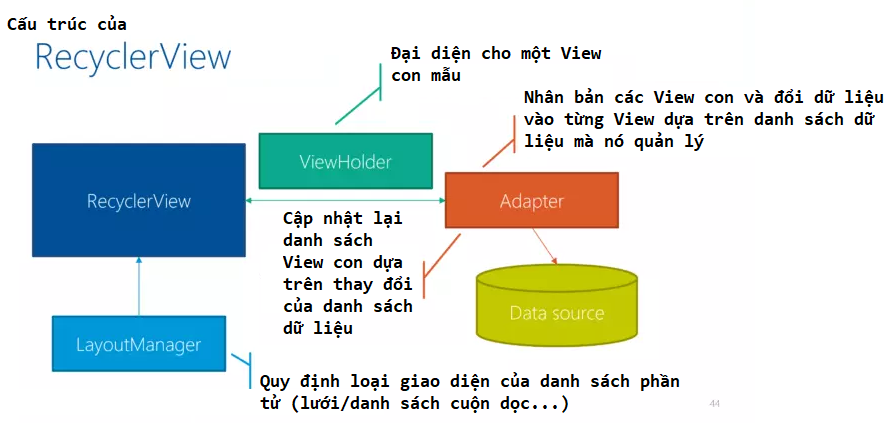 Cấu trúc của
RecyclerView
Đại diện cho một View
con mẫu
Nhân bản các View con và đổi dữ liệu
vào từng View dựa trên danh sách dữ
liệu mà nó quản lý
ViewHolder
RecyclerView
Adapter
Cập nhật lại
danh sách
View con dựa
trên thay đổi
của danh sách
dữ liệu
Data source
LayoutManager
Quy định loại giao diện của danh sách phần
tử (lưới/danh sách cuộn dọc...)
44